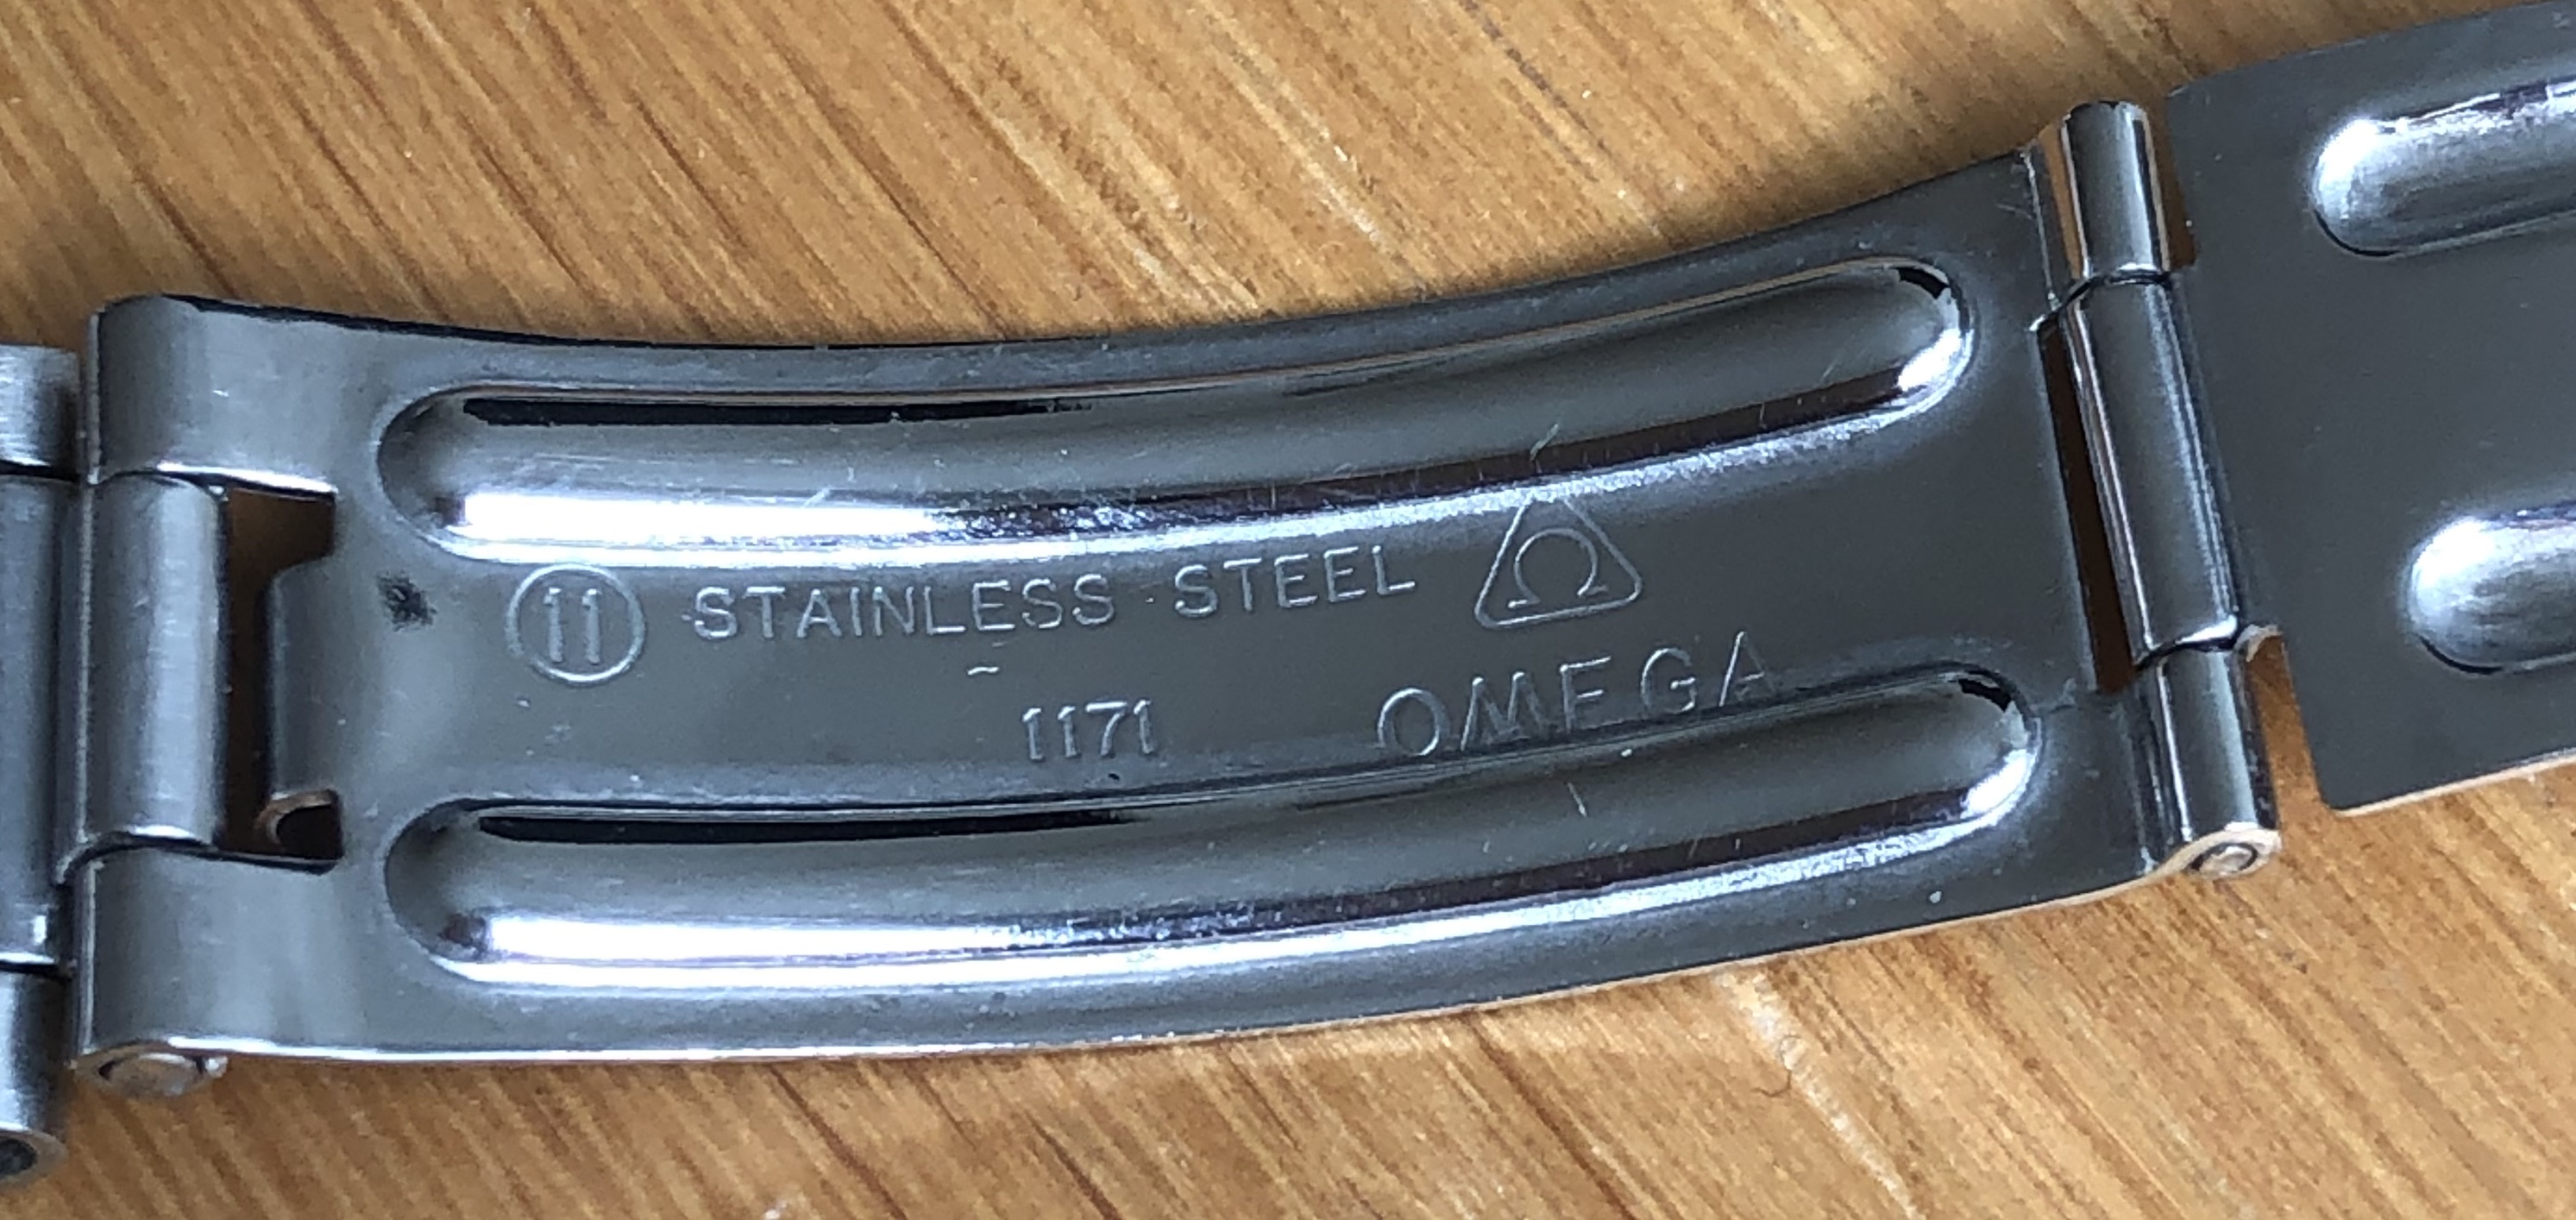 11 STAINLESS STEEL Ω
1171 OMEGA